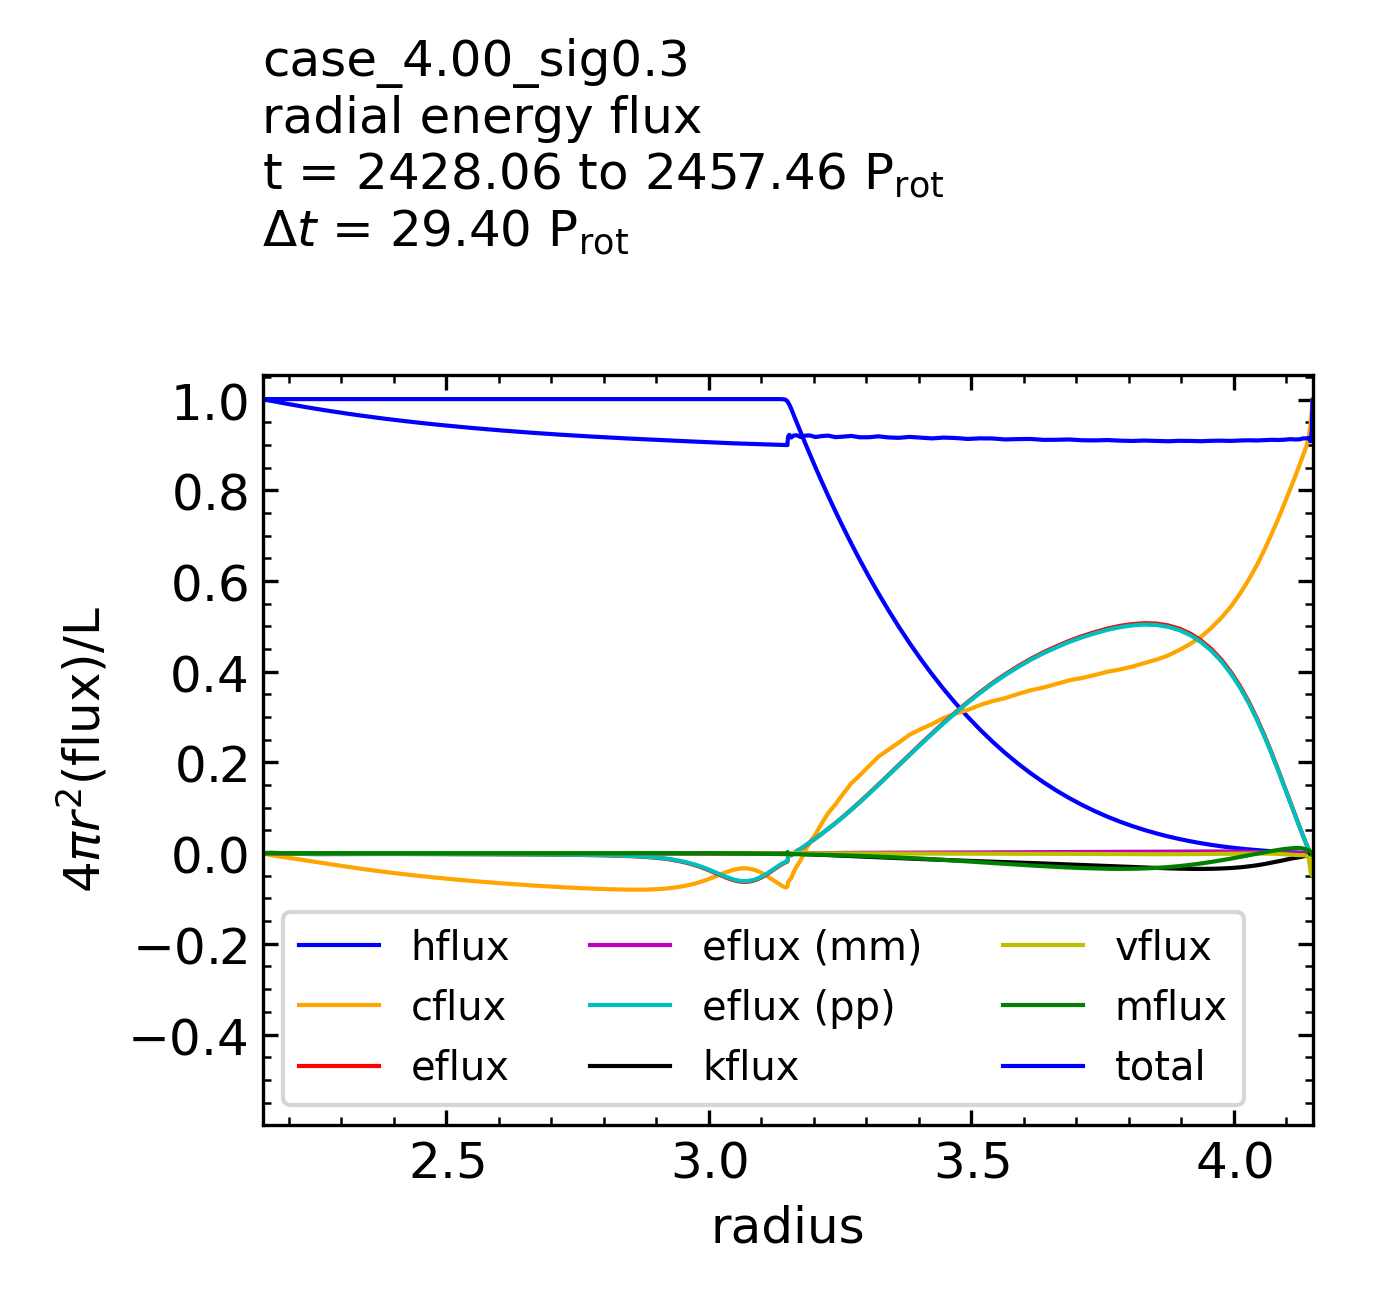 case_4.00_sig0.3
radial energy flux
t = 2428.06 to 2457.46 P_rot
Δt = 29.40 P_rot
1.0
0.8
0.6
0.4
0.2
0.0
−0.2
−0.4
4πr²(flux)/L
hflux
cflux
eflux
eflux (mm)
eflux (pp)
kflux
vflux
mflux
total
2.5 3.0 3.5 4.0
radius